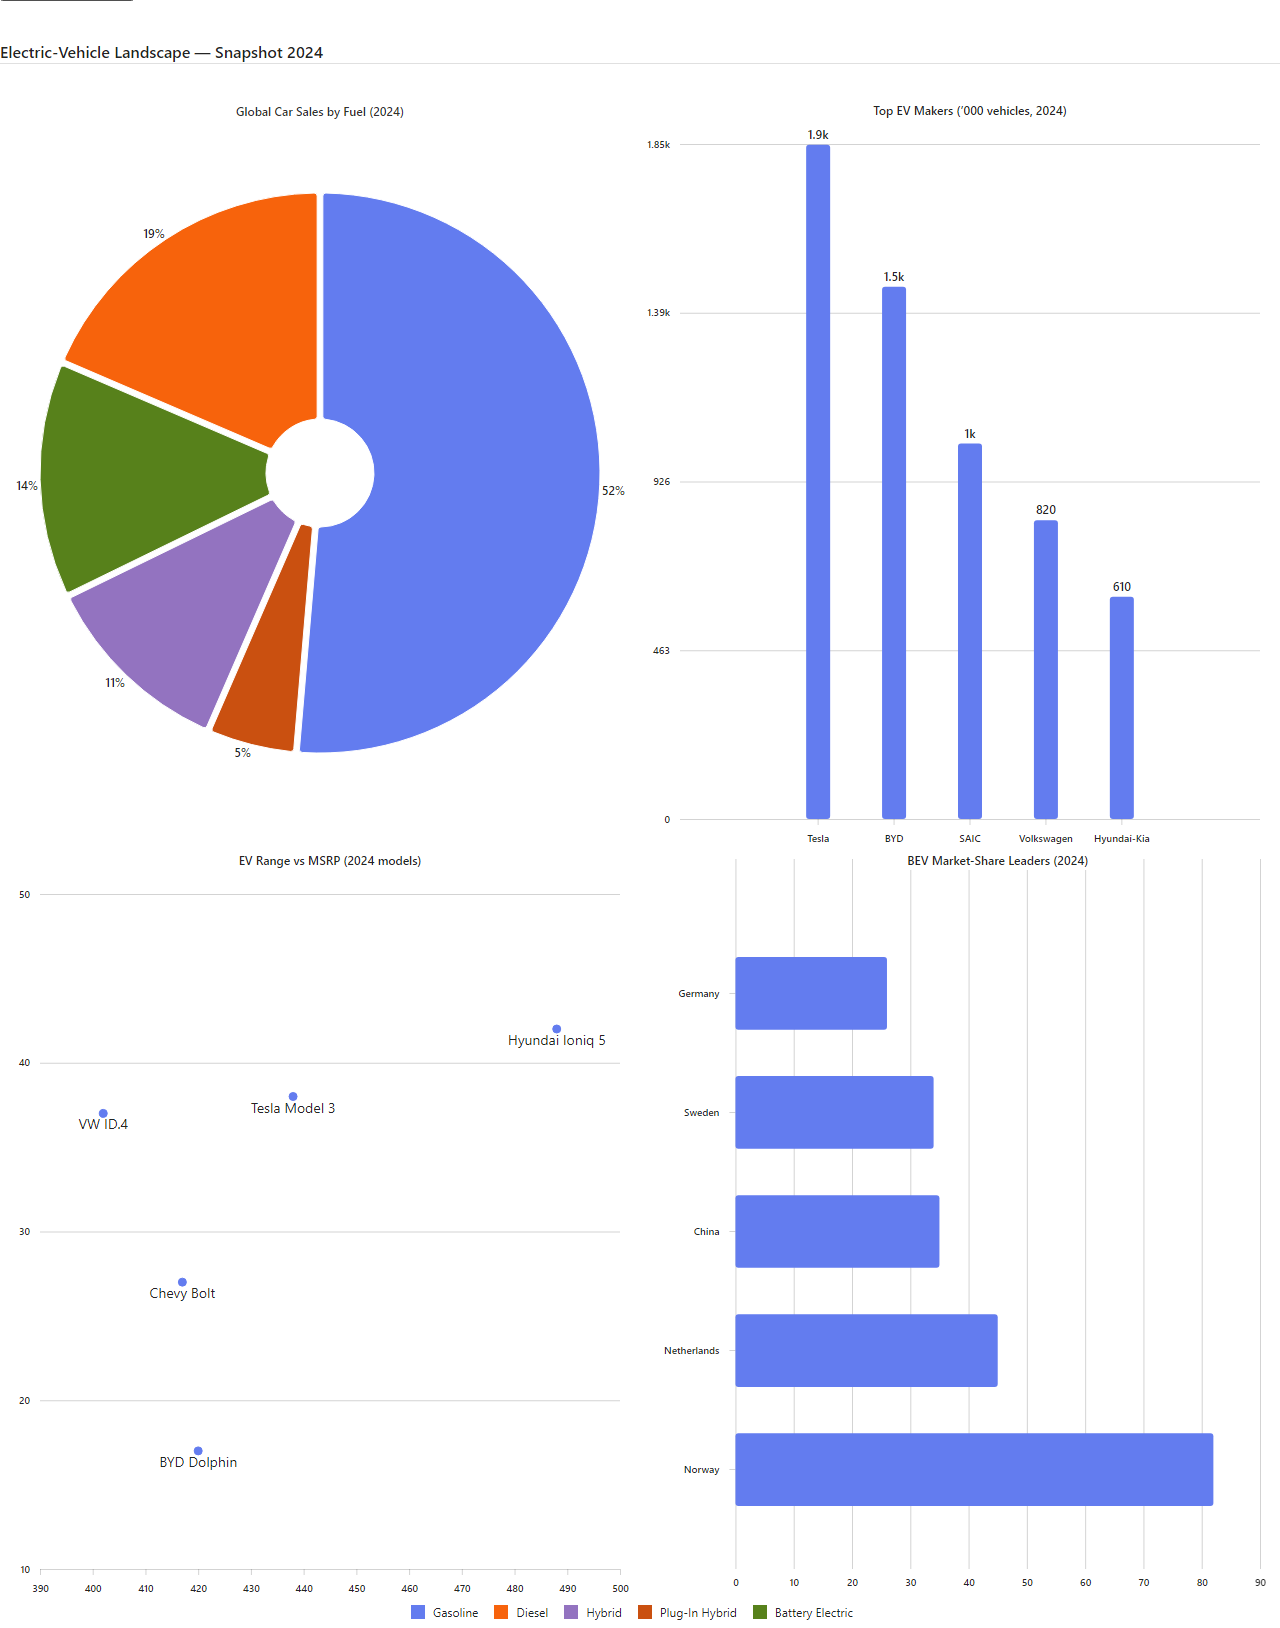 Electric-Vehicle Landscape — Snapshot 2024
Global Car Sales by Fuel (2024)
19%
14%
52%
11%
5%
Top EV Makers (’000 vehicles, 2024)
1.9k
1.85k
1.5k
1.39k
1k
926
820
610
463
0
Tesla BYD SAIC Volkswagen Hyundai-Kia
EV Range vs MSRP (2024 models)
50
Hyundai Ioniq 5
40
Tesla Model 3
VW ID.4
30
Chevy Bolt
20
BYD Dolphin
10
390 400 410 420 430 440 450 460 470 480 490 500
BEV Market-Share Leaders (2024)
Germany
Sweden
China
Netherlands
Norway
0 10 20 30 40 50 60 70 80 90
Gasoline Diesel Hybrid Plug-In Hybrid Battery Electric